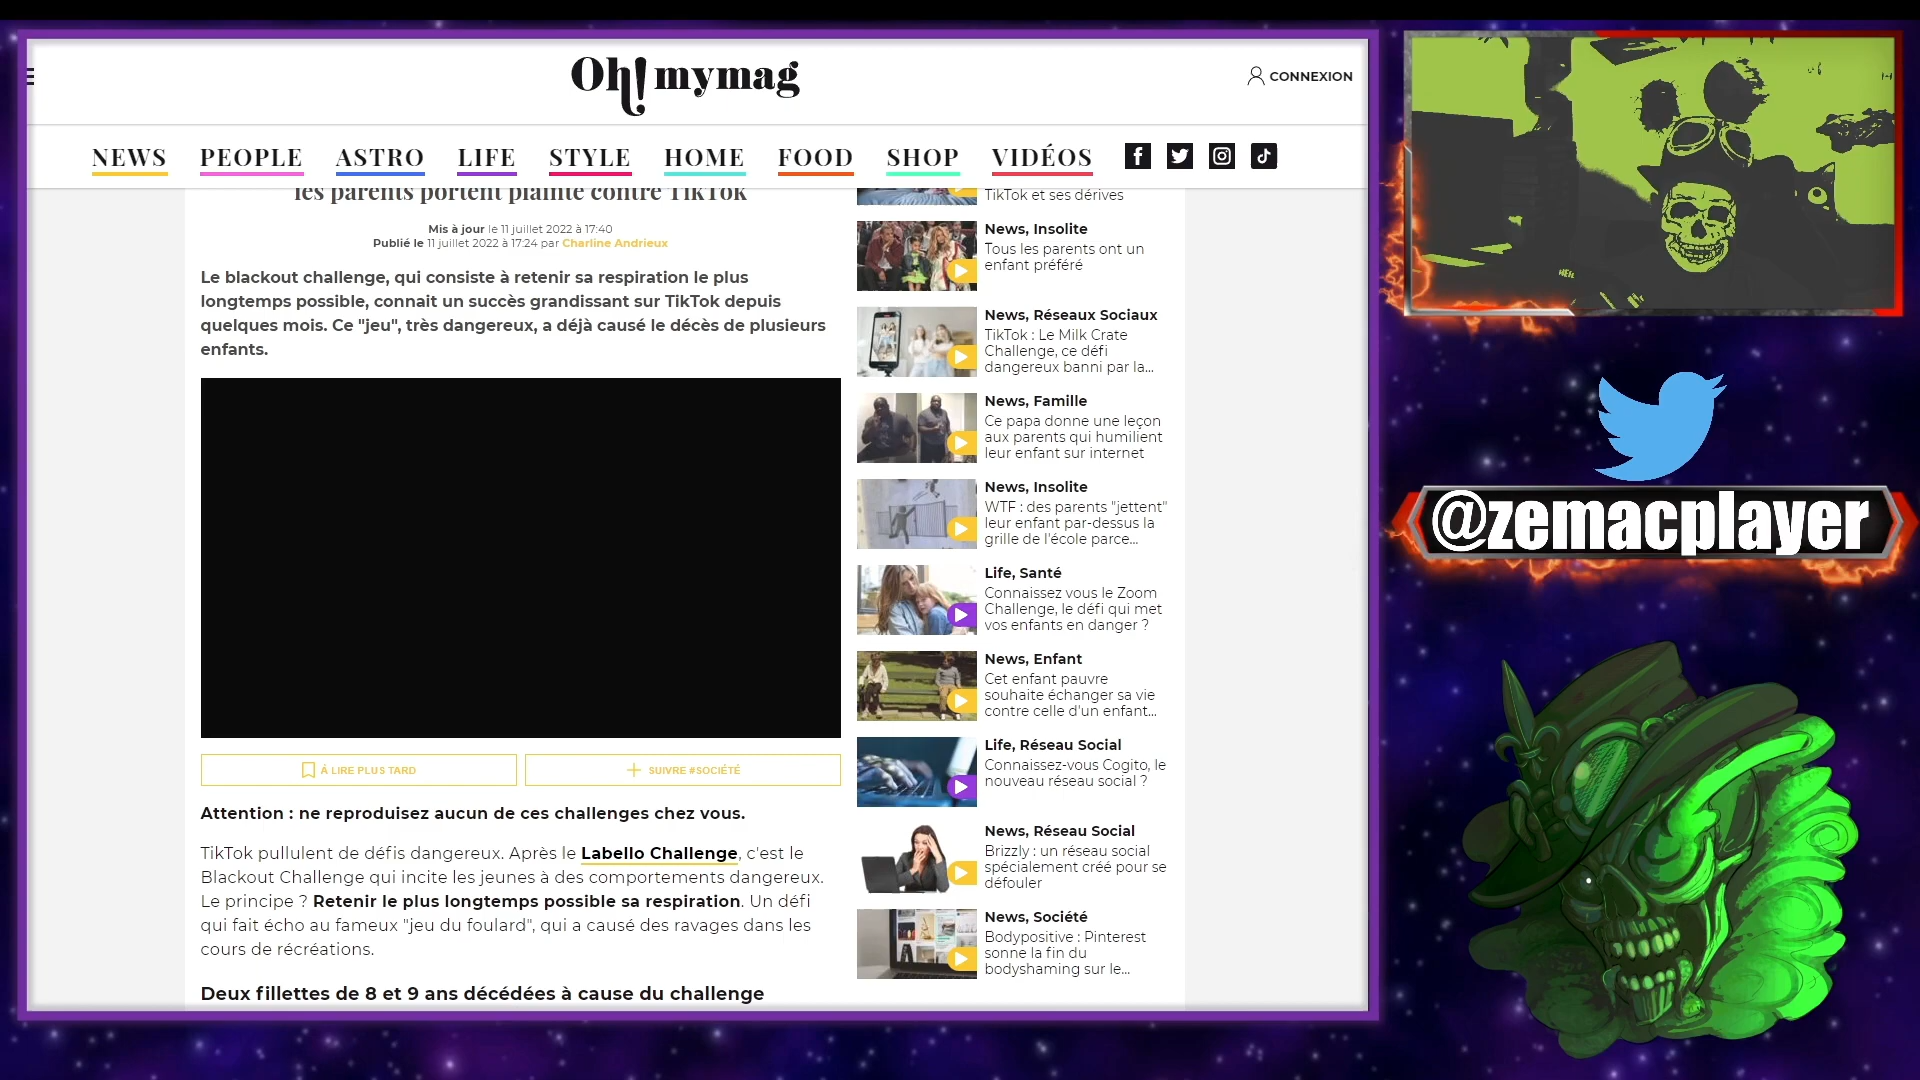 Oh! mymag
CONNEXION
NEWS PEOPLE ASTRO LIFE STYLE HOME FOOD SHOP VIDÉOS
les parents portent plainte contre TikTok
Mis à jour le 11 juillet 2022 à 17:40
Publié le 11 juillet 2022 à 17:24 par Charline Andrieux
Le blackout challenge, qui consiste à retenir sa respiration le plus
longtemps possible, connait un succès grandissant sur TikTok depuis
quelques mois. Ce "jeu", très dangereux, a déjà causé le décès de plusieurs
enfants.
À LIRE PLUS TARD
SUIVRE #SOCIÉTÉ
Attention : ne reproduisez aucun de ces challenges chez vous.
TikTok pullulent de défis dangereux. Après le Labello Challenge, c'est le
Blackout Challenge qui incite les jeunes à des comportements dangereux.
Le principe ? Retenir le plus longtemps possible sa respiration. Un défi
qui fait écho au fameux "jeu du foulard", qui a causé des ravages dans les
cours de récréations.
Deux fillettes de 8 et 9 ans décédées à cause du challenge
TikTok et ses dérives
News, Insolite
Tous les parents ont un
enfant préféré
News, Réseaux Sociaux
TikTok : Le Milk Crate
Challenge, ce défi
dangereux banni par la...
News, Famille
Ce papa donne une leçon
aux parents qui humilient
leur enfant sur internet
News, Insolite
WTF : des parents "jettent"
leur enfant par-dessus la
grille de l'école parce...
Life, Santé
Connaissez vous le Zoom
Challenge, le défi qui met
vos enfants en danger ?
News, Enfant
Cet enfant pauvre
souhaite échanger sa vie
contre celle d'un enfant...
Life, Réseau Social
Connaissez-vous Cogito, le
nouveau réseau social ?
News, Réseau Social
Brizzly : un réseau social
spécialement créé pour se
défouler
News, Société
Bodypositive : Pinterest
sonne la fin du
bodyshaming sur le...
@zemacplayer